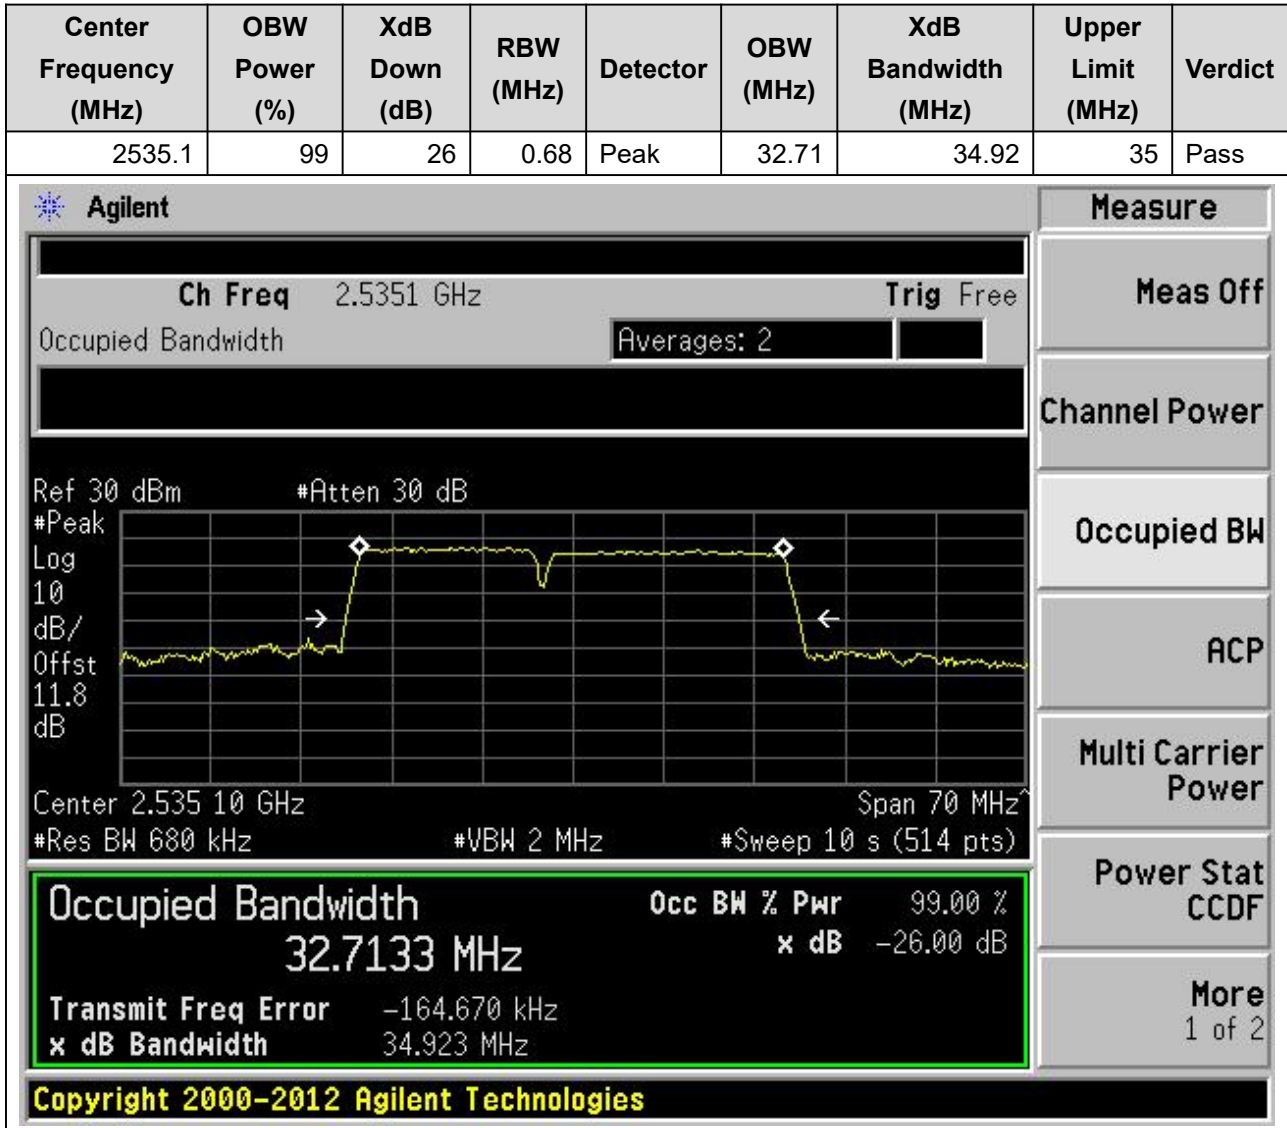 Center Frequency (MHz) OBW Power (%) XdB Down (dB) RBW (MHz) Detector OBW (MHz) XdB Bandwidth (MHz) Upper Limit (MHz) Verdict
2535.1 99 26 0.68 Peak 32.71 34.92 35 Pass
Agilent
Measure
Ch Freq 2.5351 GHz Trig Free
Meas Off
Occupied Bandwidth Averages: 2
Channel Power
Ref 30 dBm #Atten 30 dB
#Peak
Log
10
dB/
Offst
11.8
dB
Occupied BW
ACP
Multi Carrier
Power
Center 2.535 10 GHz Span 70 MHz^
#Res BW 680 kHz #VBW 2 MHz #Sweep 10 s (514 pts)
Power Stat
CCDF
Occupied Bandwidth Occ BW % Pwr 99.00 %
32.7133 MHz x dB -26.00 dB
Transmit Freq Error -164.670 kHz
x dB Bandwidth 34.923 MHz
More
1 of 2
Copyright 2000-2012 Agilent Technologies